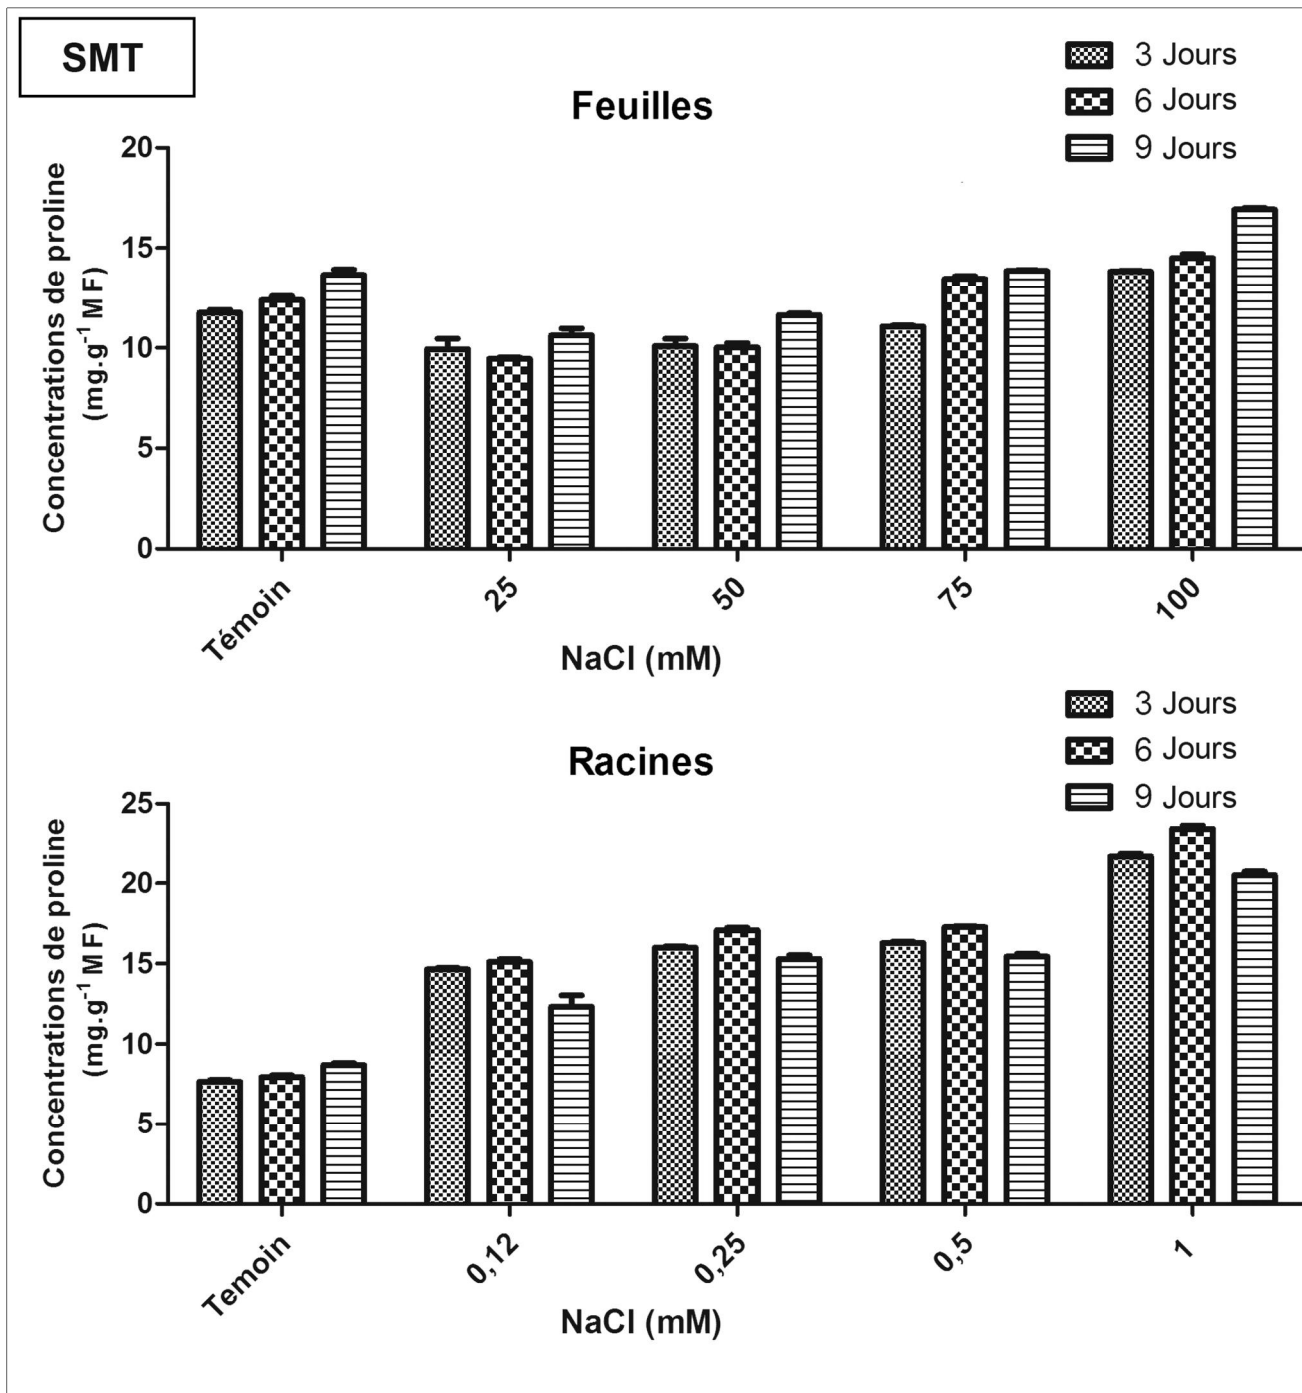 SMT
3 Jours
6 Jours
9 Jours
Feuilles
Concentrations de proline
(mg.g⁻¹ M F)
20
15
10
5
0
Témoin
25
50
75
100
NaCl (mM)
3 Jours
6 Jours
9 Jours
Racines
Concentrations de proline
(mg.g⁻¹ M F)
25
20
15
10
5
0
Temoin
0,12
0,25
0,5
1
NaCl (mM)